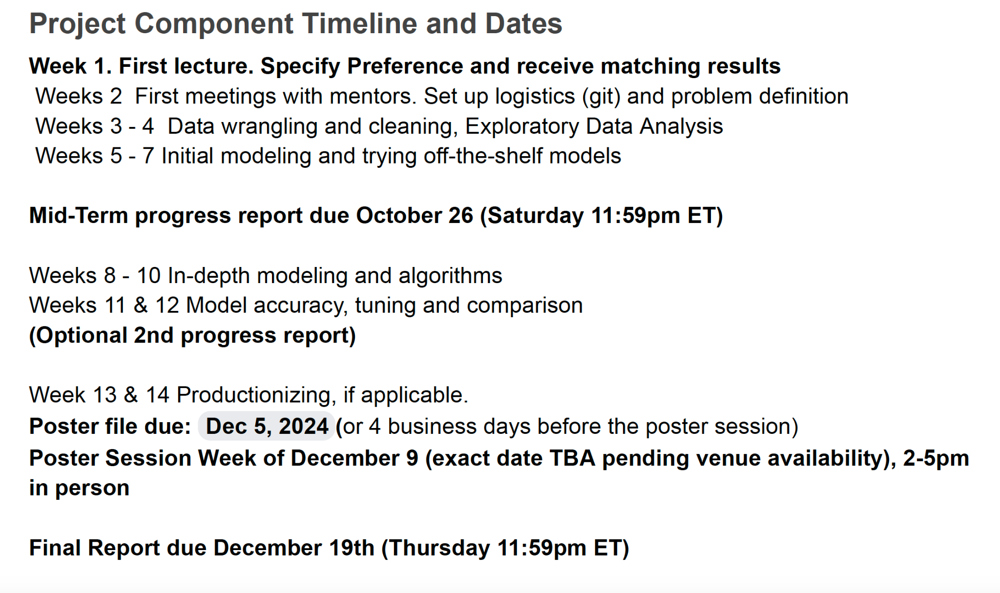 Project Component Timeline and Dates
Week 1. First lecture. Specify Preference and receive matching results
Weeks 2  First meetings with mentors. Set up logistics (git) and problem definition
Weeks 3 - 4  Data wrangling and cleaning, Exploratory Data Analysis
Weeks 5 - 7 Initial modeling and trying off-the-shelf models
Mid-Term progress report due October 26 (Saturday 11:59pm ET)
Weeks 8 - 10 In-depth modeling and algorithms
Weeks 11 & 12 Model accuracy, tuning and comparison
(Optional 2nd progress report)
Week 13 & 14 Productionizing, if applicable.
Poster file due: Dec 5, 2024 (or 4 business days before the poster session)
Poster Session Week of December 9 (exact date TBA pending venue availability), 2-5pm
in person
Final Report due December 19th (Thursday 11:59pm ET)